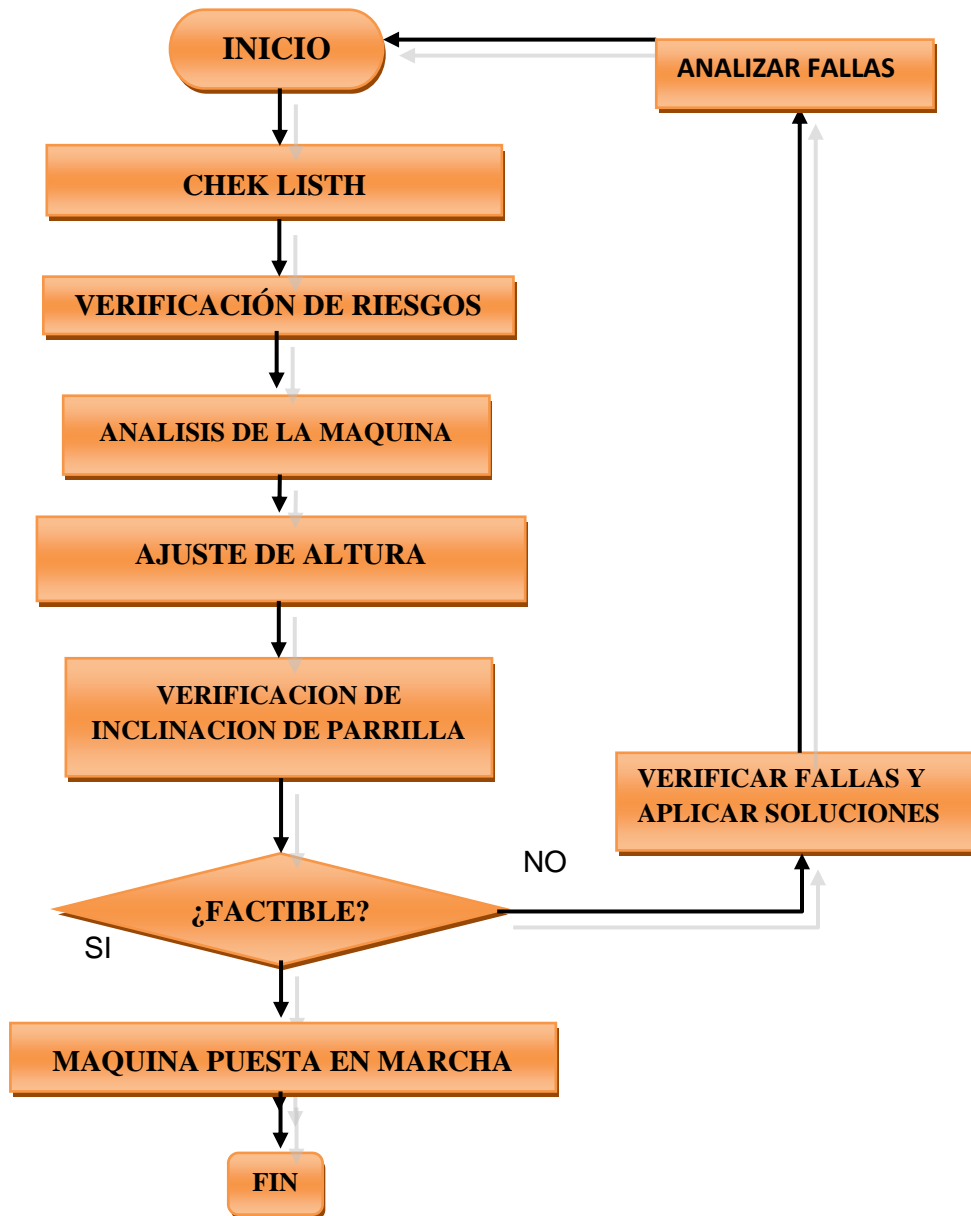 INICIO
ANALIZAR FALLAS
CHEK LISTH
VERIFICACIÓN DE RIESGOS
ANALISIS DE LA MAQUINA
AJUSTE DE ALTURA
VERIFICACION DE
INCLINACION DE PARRILLA
VERIFICAR FALLAS Y
APLICAR SOLUCIONES
NO
¿FACTIBLE?
SI
MAQUINA PUESTA EN MARCHA
FIN